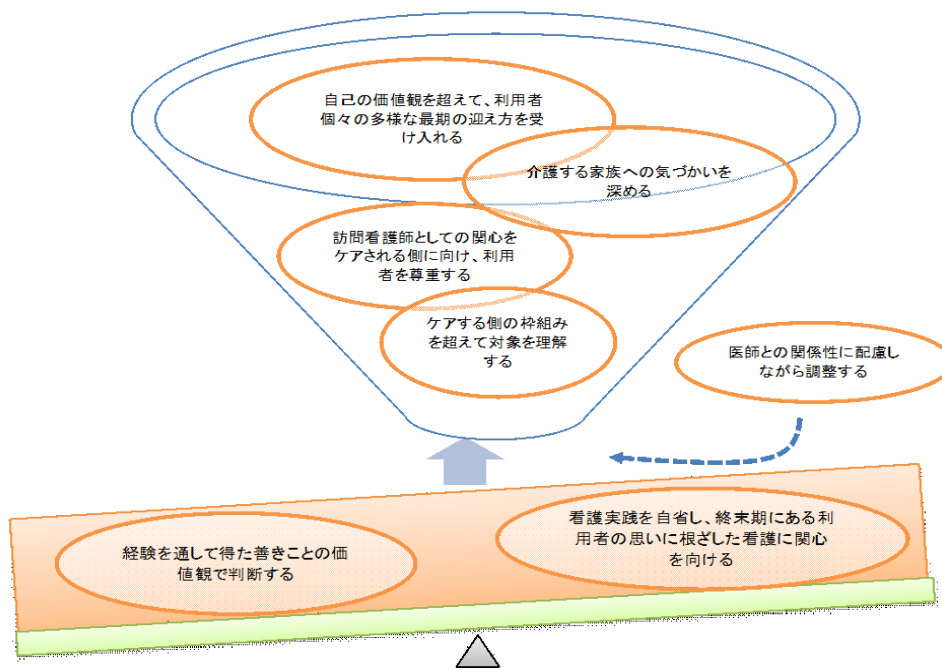 自己の価値観を超えて、利用者
個々の多様な最期の迎え方を受
け入れる
介護する家族への気づかいを
深める
訪問看護師としての関心を
ケアされる側に向け、利用
者を尊重する
ケアする側の枠組み
を超えて対象を理解
する
医師との関係性に配慮し
ながら調整する
経験を通して得た善きことの価
値観で判断する
看護実践を自省し、終末期にある利
用者の思いに根ざした看護に関心
を向ける